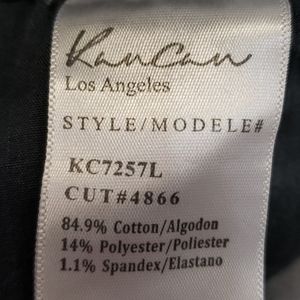 KanCan
Los Angeles
STYLE/MODELE#
KC7257L
CUT#4866
84.9% Cotton/Algodon
14% Polyester/Poliester
1.1% Spandex/Elastano